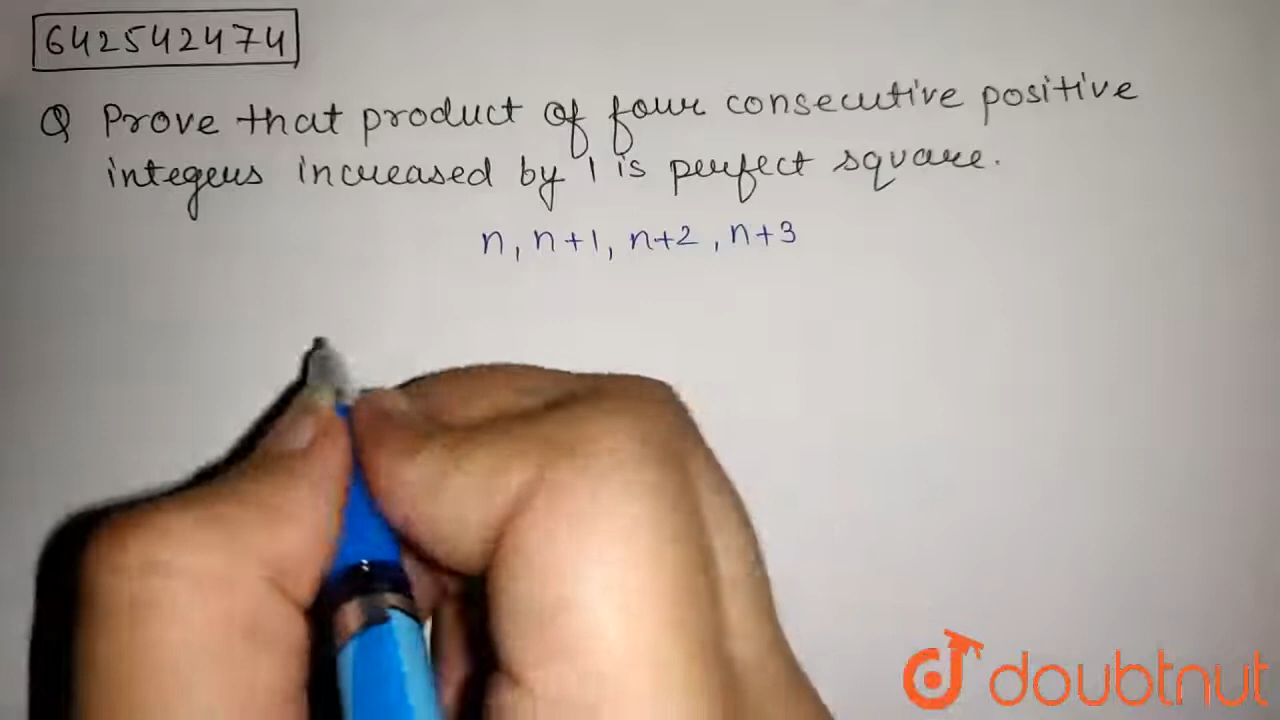 642542474
Q Prove that product of four consecutive positive
integers increased by 1 is perfect square.
n, n+1, n+2, n+3
doubtnut